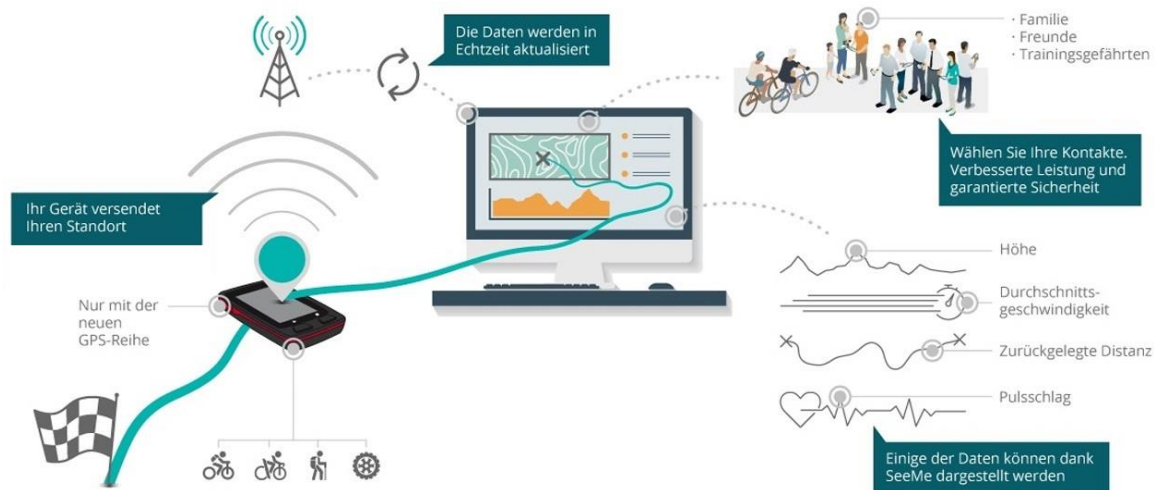 Die Daten werden in
Echtzeit aktualisiert
· Familie
· Freunde
· Trainingsgefährten
Wählen Sie Ihre Kontakte.
Verbesserte Leistung und
garantierte Sicherheit
Ihr Gerät versendet
Ihren Standort
Nur mit der
neuen
GPS-Reihe
Höhe
Durchschnitts-
geschwindigkeit
Zurückgelegte Distanz
Pulsschlag
Einige der Daten können dank
SeeMe dargestellt werden